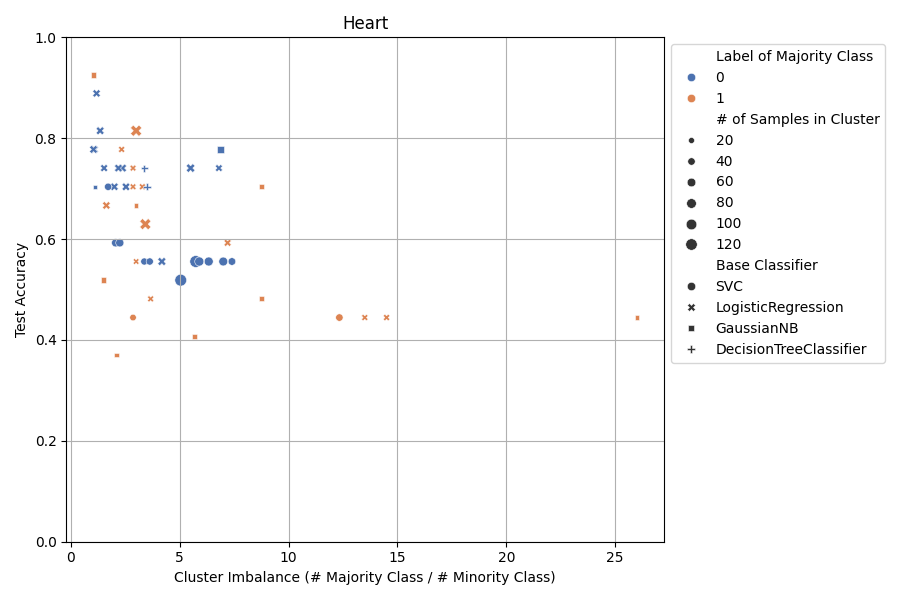 Heart
1.0
0.8
0.6
0.4
0.2
0.0
Test Accuracy
0 5 10 15 20 25
Cluster Imbalance (# Majority Class / # Minority Class)
Label of Majority Class
0
1
# of Samples in Cluster
20
40
60
80
100
120
Base Classifier
SVC
LogisticRegression
GaussianNB
DecisionTreeClassifier